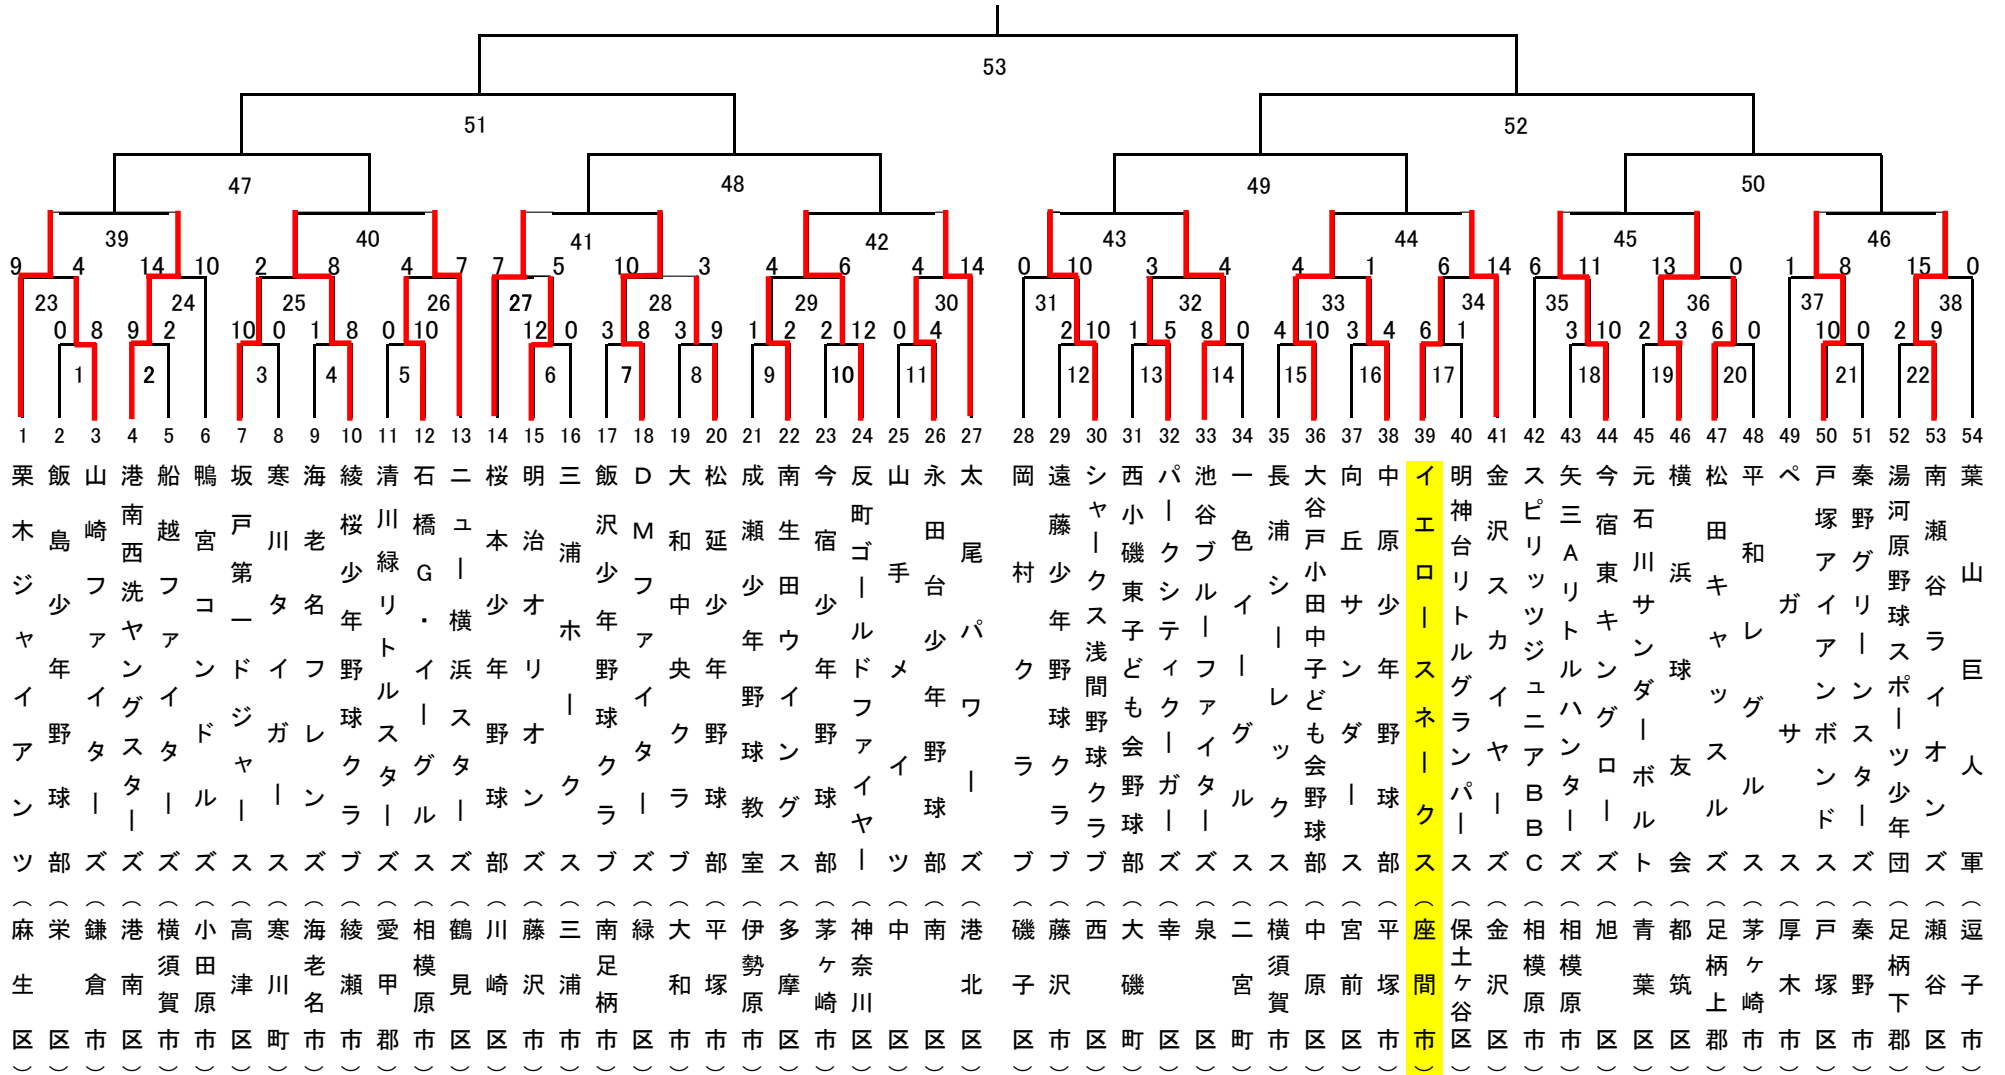 53
51
52
47
48
49
50
39
40
41
42
43
44
45
46
9 4 14 10 2 8 4 7 7 5 10 3 4 6 4 14 0 10 3 4 4 1 6 14 6 11 13 0 1 8 15 0
23 24 25 26 27 28 29 30 31 32 33 34 35 36 37 38
0 8 9 2 10 0 1 8 0 10 12 0 3 8 3 9 1 2 2 12 0 4 2 10 1 5 8 0 4 10 3 4 6 1 3 10 2 3 6 0 10 0 2 9
1 2 3 4 5 6 7 8 9 10 11 12 13 14 15 16 17 18 19 20 21 22
1 栗木ジャイアンツ（麻生区）
2 飯島少年野球部（栄区）
3 山崎ファイターズ（鎌倉市）
4 港南西洗ヤングスターズ（港南区）
5 船越ファイターズ（横須賀市）
6 鴨宮コンドルズ（小田原市）
7 坂戸第一ドジャース（高津区）
8 寒川タイガース（寒川町）
9 海老名フレンズ（海老名市）
10 綾桜少年野球クラブ（綾瀬市）
11 清川緑リトルスターズ（愛甲郡）
12 石橋G・イーグルス（相模原市）
13 ニュー横浜スターズ（鶴見区）
14 桜本少年野球部（川崎区）
15 明治オリオンズ（藤沢市）
16 三浦ホークス（三浦市）
17 飯沢少年野球クラブ（南足柄市）
18 DMファイターズ（緑区）
19 大和中央クラブ（大和市）
20 松延少年野球部（平塚市）
21 成瀬少年野球教室（伊勢原市）
22 南生田ウイングス（多摩区）
23 今宿少年野球部（茅ヶ崎市）
24 反町ゴールドファイヤー（神奈川区）
25 山手メイツ（中区）
26 永田台少年野球部（南区）
27 太尾パワーズ（港北区）
28 岡村クラブ（磯子区）
29 遠藤少年野球クラブ（藤沢市）
30 シャークス浅間野球クラブ（西区）
31 西小磯東子ども会野球部（大磯町）
32 パークシティクーガーズ（幸区）
33 池谷ブルーファイターズ（泉区）
34 一色イーグルス（二宮町）
35 長浦シーレックス（横須賀市）
36 大谷戸小田中子ども会野球部（中原区）
37 向丘サンダース（宮前区）
38 中原少年野球部（平塚市）
39 イエロースネークス（座間市）
40 明神台リトルグランパース（保土ヶ谷区）
41 金沢スカイヤーズ（金沢区）
42 スピリッツジュニアBBC（相模原市）
43 矢三Aリトルハンターズ（相模原市）
44 今宿東キングローズ（旭区）
45 元石川サンダーボルト（青葉区）
46 横浜球友会（都筑区）
47 松田キャッスルズ（足柄上郡）
48 平和レグルス（茅ヶ崎市）
49 ペガサス（厚木市）
50 戸塚アイアンボンドス（戸塚区）
51 秦野グリーンスターズ（秦野市）
52 湯河原野球スポーツ少年団（足柄下郡）
53 南瀬谷ライオンズ（瀬谷区）
54 葉山巨人軍（逗子市）